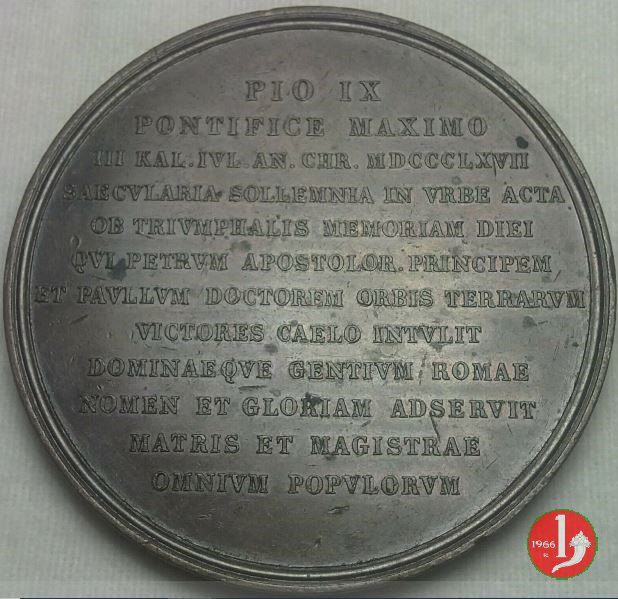 PIO IX
PONTIFICE MAXIMO
III KAL. IVL. AN. CHR. MDCCCLXVII
SAECVLARIA SOLLEMNIA IN VRBE ACTA
OB TRIVMPHALIS MEMORIAM DIEI
QVI PETRVM APOSTOLOR. PRINCIPEM
ET PAVLLVM DOCTOREM ORBIS TERRARVM
VICTORES CAELO INTVLIT
DOMINAEQVE GENTIVM ROMAE
NOMEN ET GLORIAM ADSERVIT
MATRIS ET MAGISTRAE
OMNIVM POPVLORVM
1966